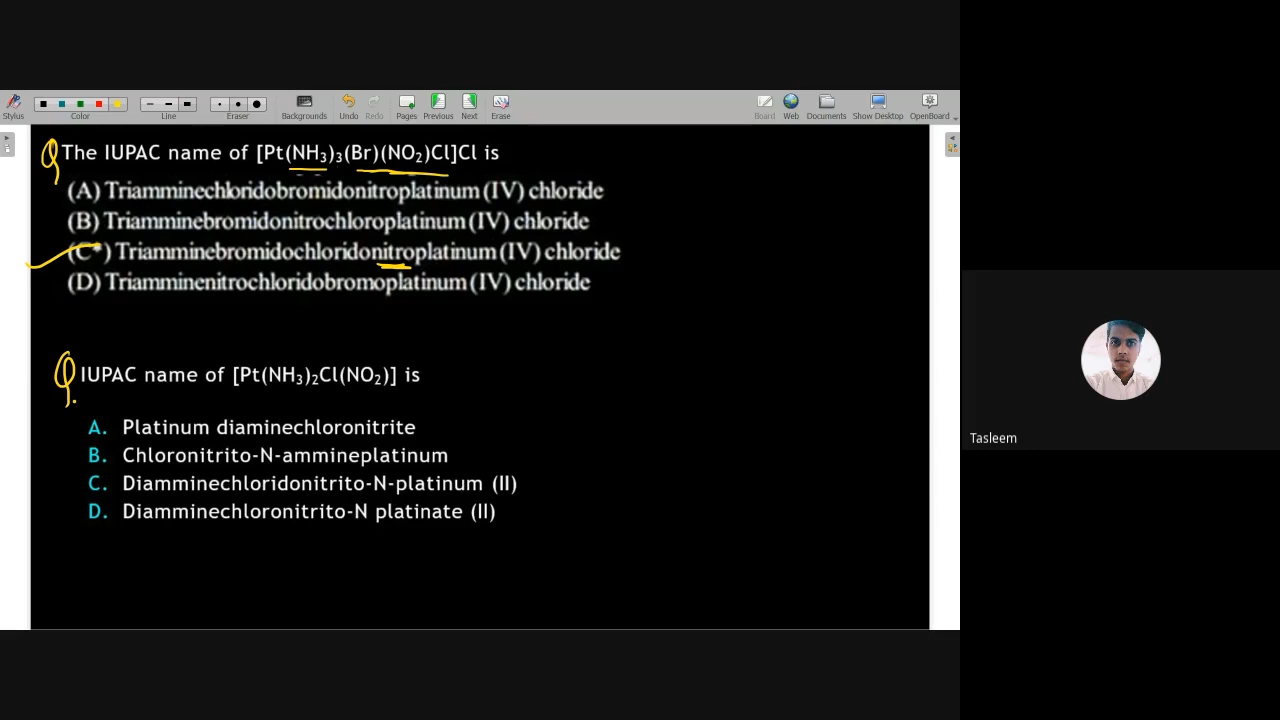 Stylus Color Line Eraser Backgrounds Undo Redo Pages Previous Next Erase Board Web Documents Show Desktop OpenBoard
Q The IUPAC name of [Pt(NH₃)₃(Br)(NO₂)Cl]Cl is
(A) Triamminechloridobromidonitroplatinum (IV) chloride
(B) Triamminebromidonitrochloroplatinum (IV) chloride
(C*) Triamminebromidochloridonitroplatinum (IV) chloride
(D) Triamminenitrochloridobromoplatinum (IV) chloride
Q. IUPAC name of [Pt(NH₃)₂Cl(NO₂)] is
A. Platinum diaminechloronitrite
B. Chloronitrito-N-ammineplatinum
C. Diamminechloridonitrito-N-platinum (II)
D. Diamminechloronitrito-N platinate (II)
Tasleem